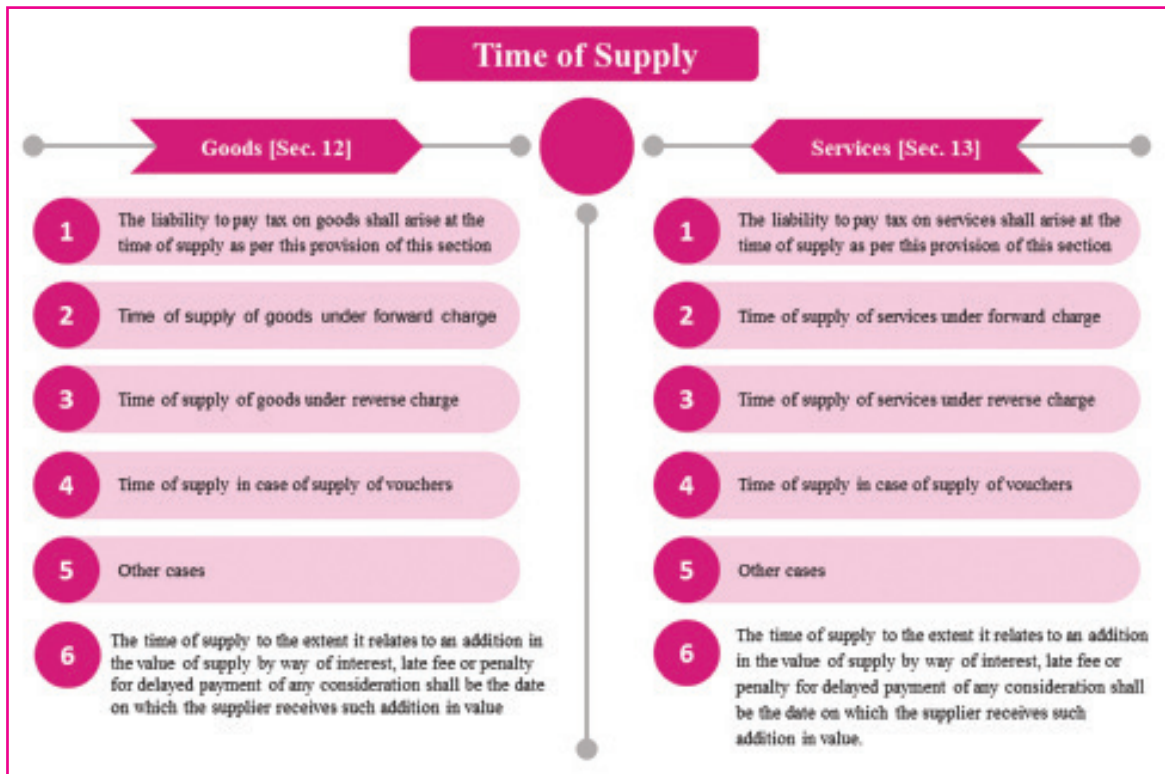 Time of Supply
Goods [Sec. 12]
1
The liability to pay tax on goods shall arise at the
time of supply as per this provision of this section
2
Time of supply of goods under forward charge
3
Time of supply of goods under reverse charge
4
Time of supply in case of supply of vouchers
5
Other cases
6
The time of supply to the extent it relates to an addition in
the value of supply by way of interest, late fee or penalty
for delayed payment of any consideration shall be the date
on which the supplier receives such addition in value
Services [Sec. 13]
1
The liability to pay tax on services shall arise at the
time of supply as per this provision of this section
2
Time of supply of services under forward charge
3
Time of supply of services under reverse charge
4
Time of supply in case of supply of vouchers
5
Other cases
6
The time of supply to the extent it relates to an addition
in the value of supply by way of interest, late fee or
penalty for delayed payment of any consideration shall
be the date on which the supplier receives such
addition in value.